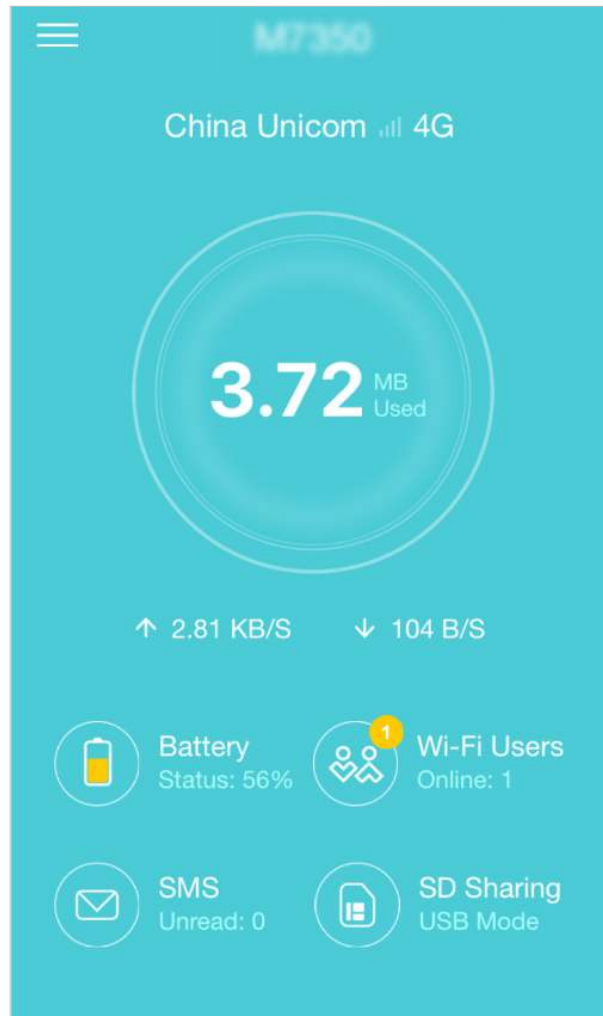 M7350
China Unicom 4G
3.72 MB Used
↑ 2.81 KB/S ↓ 104 B/S
Battery
Status: 56%
1
Wi-Fi Users
Online: 1
SMS
Unread: 0
SD Sharing
USB Mode